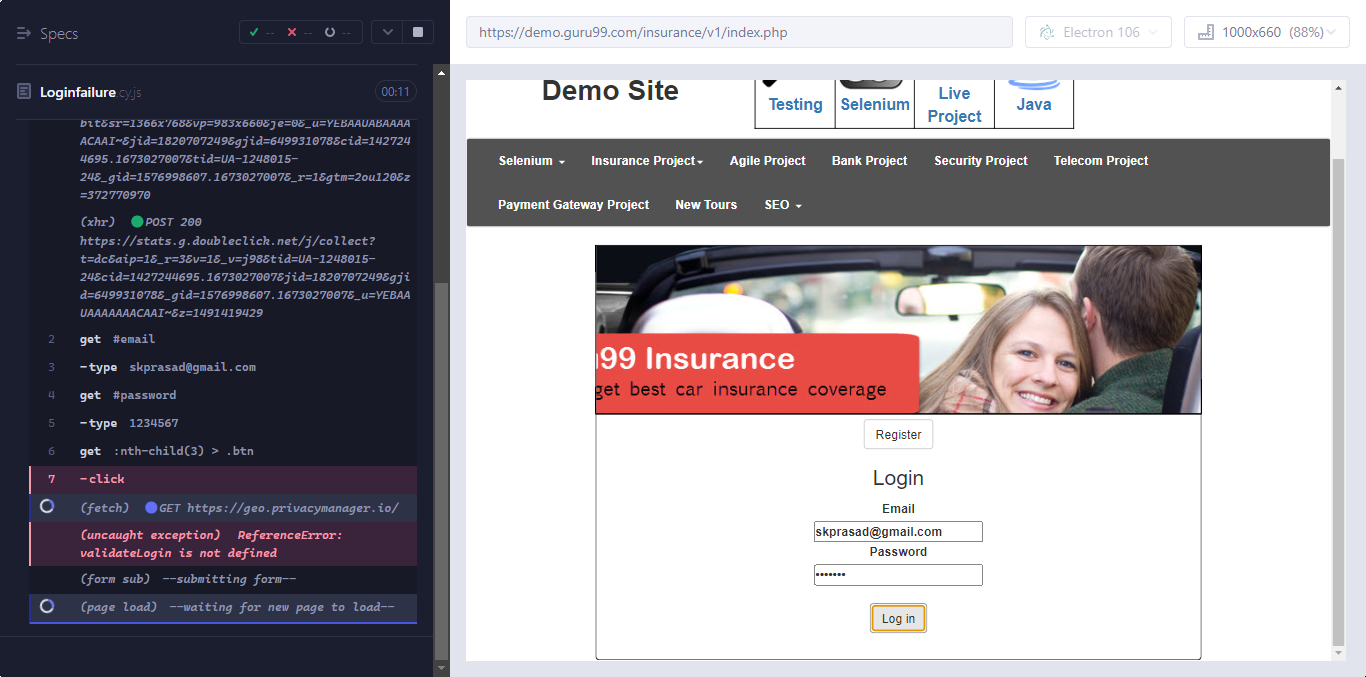 Specs
-- -- --
Loginfailure.cy.js 00:11
bit&sr=1366x768&vp=983x660&je=0&_u=YEBAAUABAAAA
ACAAI~&jid=1820707249&gjid=649931078&cid=142724
4695.1673027007&tid=UA-1248015-
24&_gid=1576998607.1673027007&_r=1&gtm=2ou120&z
=372770970
(xhr) POST 200
https://stats.g.doubleclick.net/j/collect?
t=dc&aip=1&_r=3&v=1&_v=j98&tid=UA-1248015-
24&cid=1427244695.1673027007&jid=1820707249&gji
d=649931078&_gid=1576998607.1673027007&_u=YEBAA
UAAAAAAACAAI~&z=1491419429
2 get #email
3 -type skprasad@gmail.com
4 get #password
5 -type 1234567
6 get :nth-child(3) > .btn
7 -click
(fetch) GET https://geo.privacymanager.io/
(uncaught exception) ReferenceError:
validateLogin is not defined
(form sub) --submitting form--
(page load) --waiting for new page to load--
https://demo.guru99.com/insurance/v1/index.php
Electron 106
1000x660 (88%)
Demo Site
Testing
Selenium
Live
Project
Java
Selenium Insurance Project Agile Project Bank Project Security Project Telecom Project
Payment Gateway Project New Tours SEO
99 Insurance
get best car insurance coverage
Register
Login
Email
skprasad@gmail.com
Password
•••••••
Log in